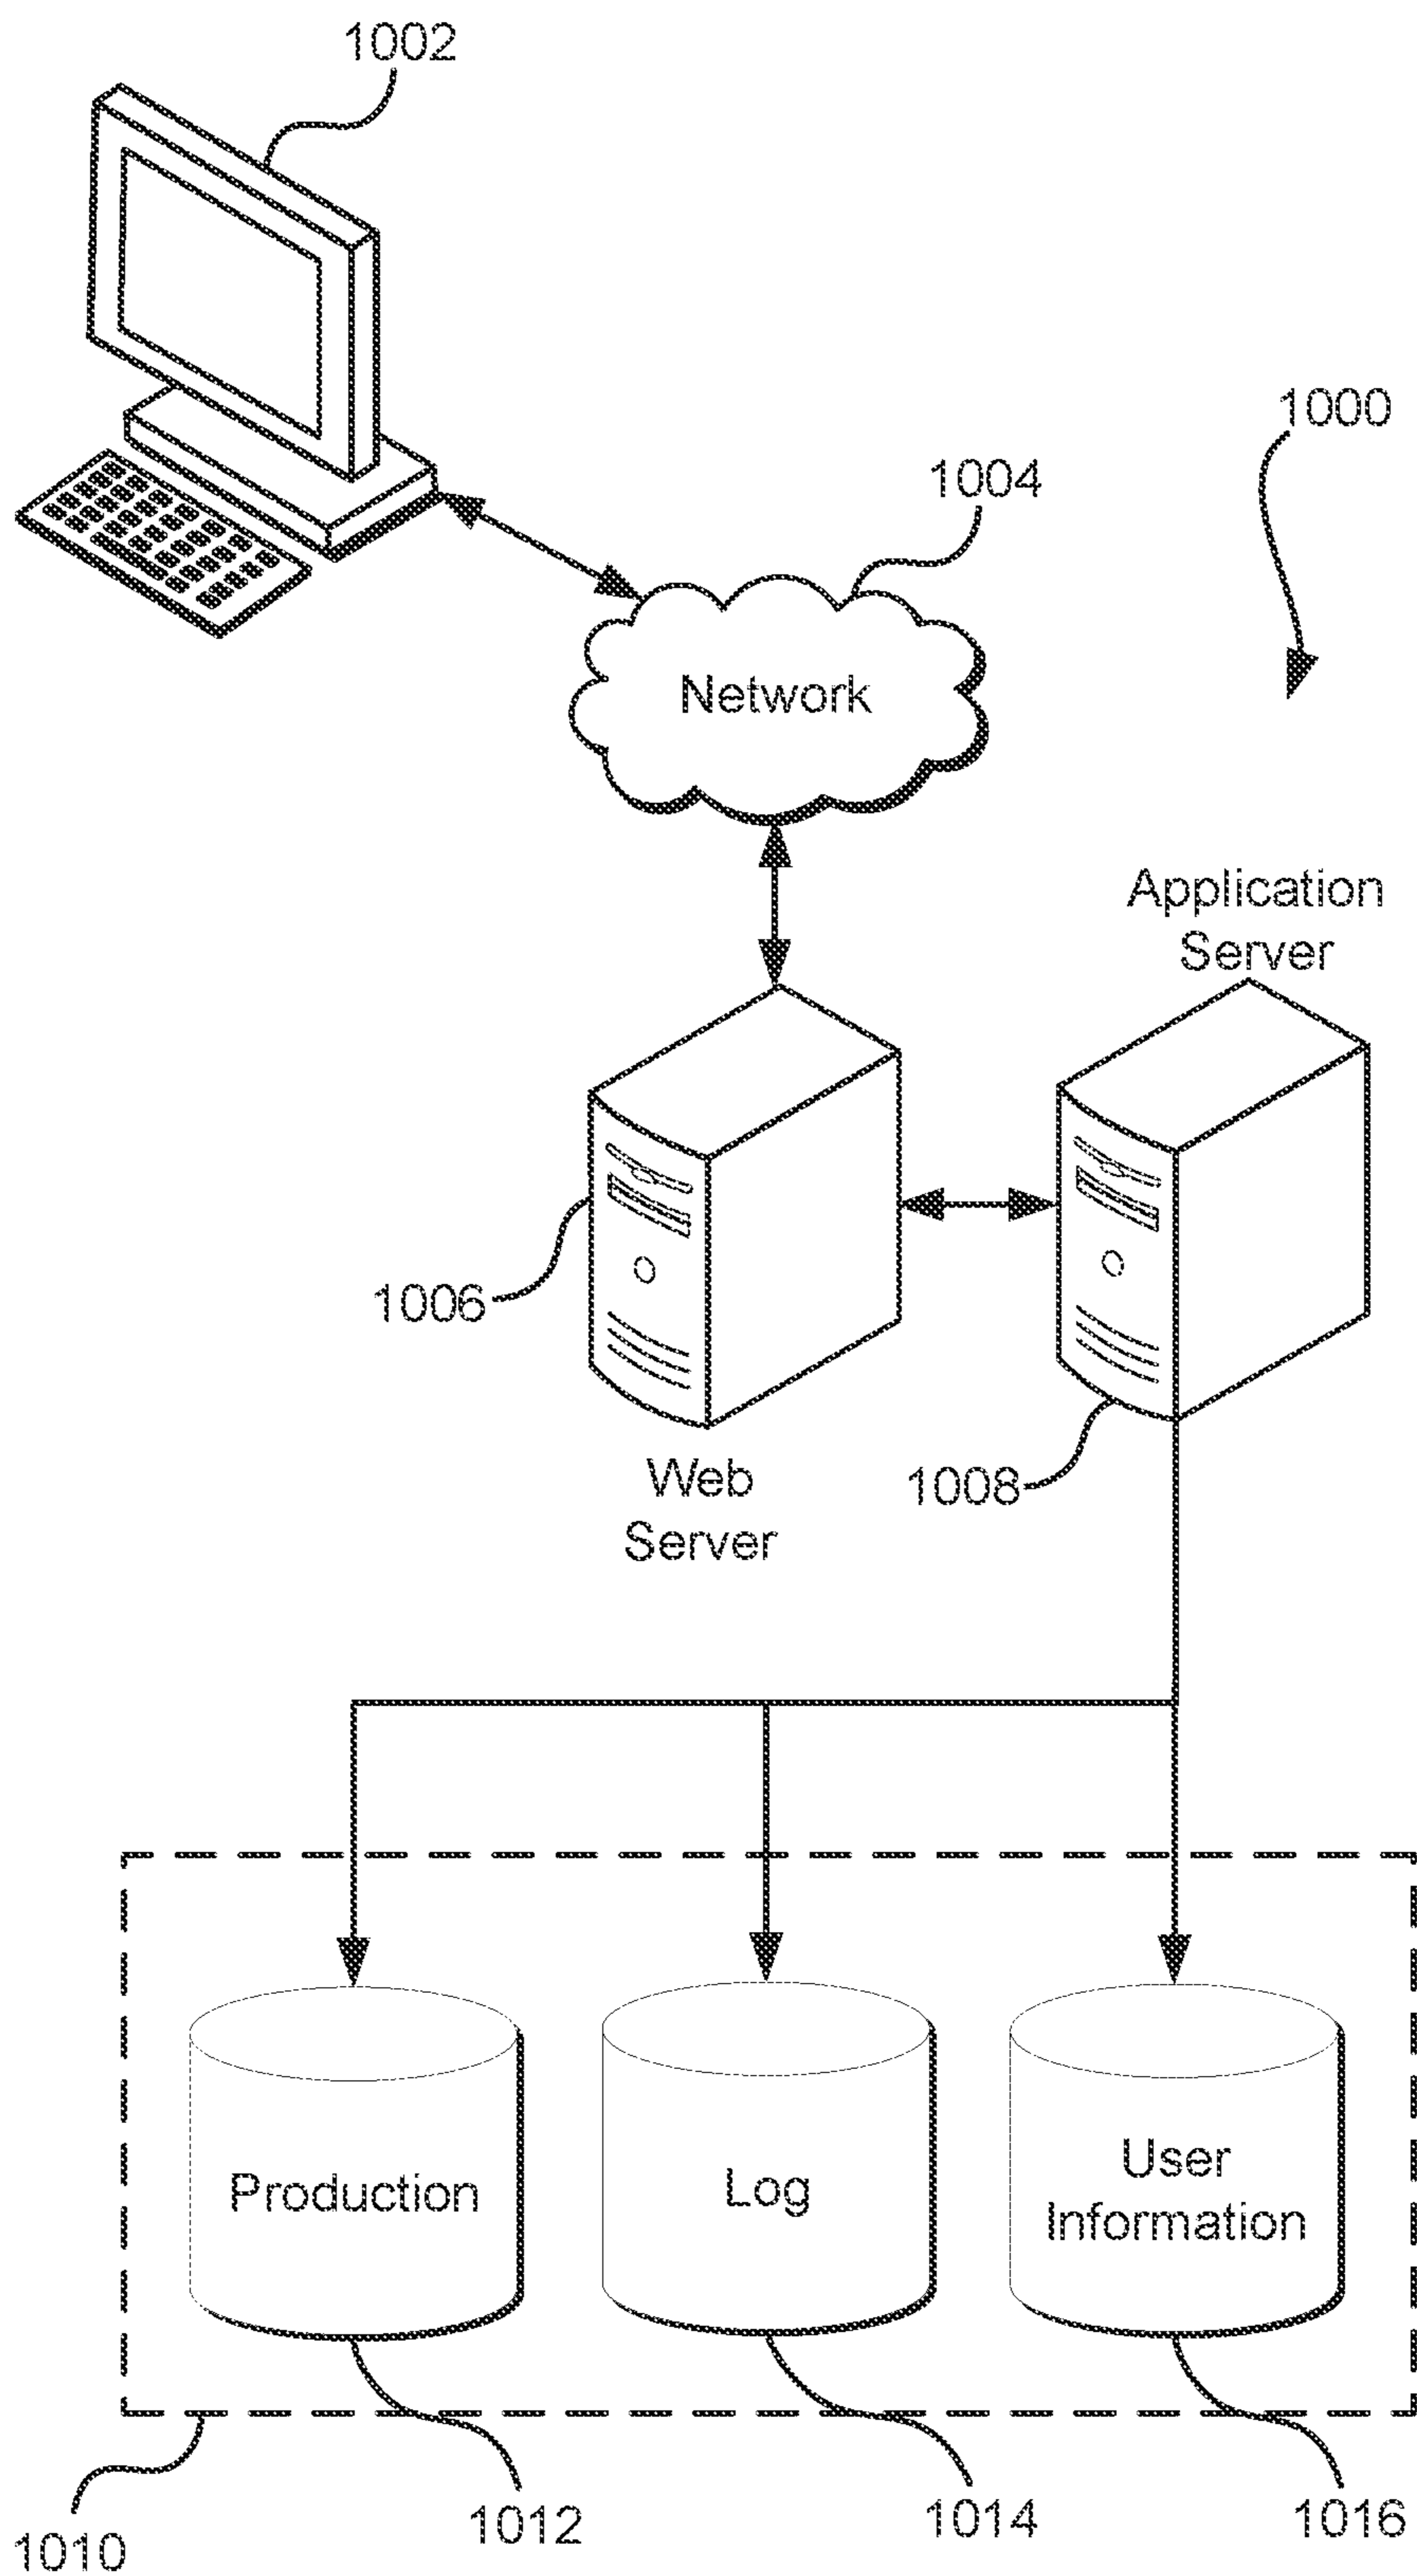 1002
1000
1004
Network
Application
Server
1006
Web
Server
1008
Production
Log
User
Information
1010
1012
1014
1016